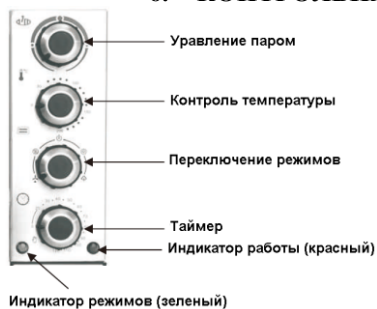 Уравление паром
Контроль температуры
Переключение режимов
Таймер
Индикатор работы (красный)
Индикатор режимов (зеленый)